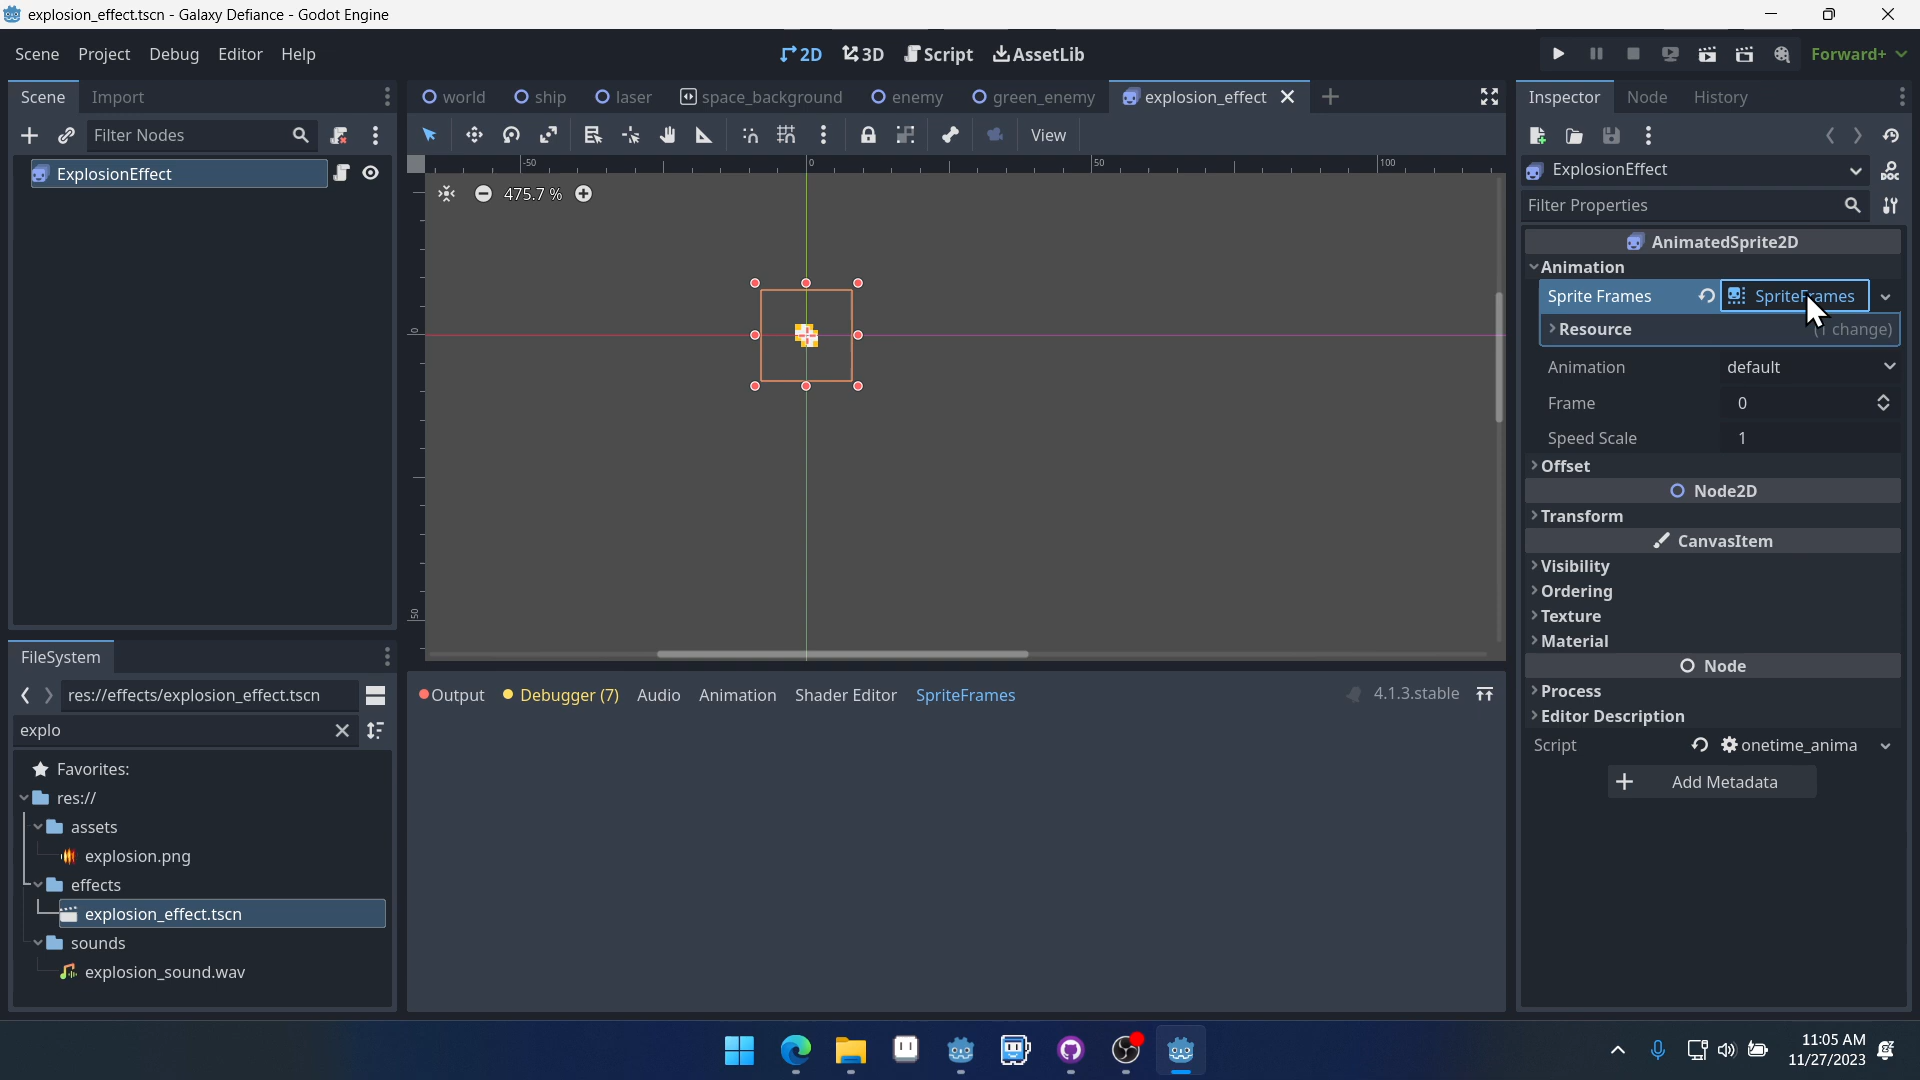 explosion_effect.tscn - Galaxy Defiance - Godot Engine
Scene Project Debug Editor Help
2D 3D Script AssetLib
Forward+
Scene Import
world ship laser space_background enemy green_enemy explosion_effect
Inspector Node History
Filter Nodes
View
ExplosionEffect
-50 0 50 100
475.7 %
0
50
ExplosionEffect
Filter Properties
AnimatedSprite2D
Animation
Sprite Frames SpriteFrames
Resource (1 change)
Animation default
Frame 0
Speed Scale 1
Offset
Node2D
Transform
CanvasItem
Visibility
Ordering
Texture
Material
Node
Process
Editor Description
Script onetime_anima
Add Metadata
FileSystem
res://effects/explosion_effect.tscn
explo
Favorites:
res://
assets
explosion.png
effects
explosion_effect.tscn
sounds
explosion_sound.wav
Output Debugger (7) Audio Animation Shader Editor SpriteFrames 4.1.3.stable
11:05 AM
11/27/2023